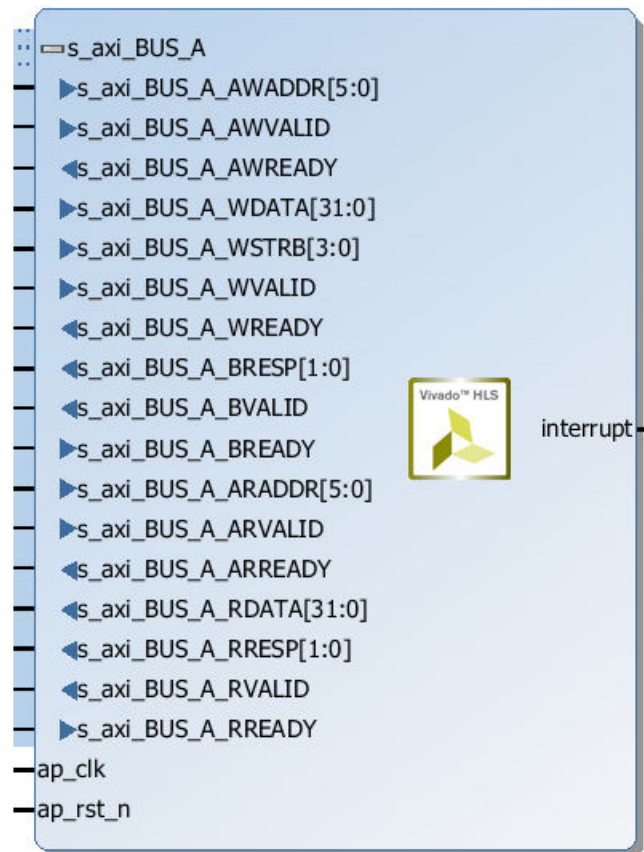 s_axi_BUS_A
s_axi_BUS_A_AWADDR[5:0]
s_axi_BUS_A_AWVALID
s_axi_BUS_A_AWREADY
s_axi_BUS_A_WDATA[31:0]
s_axi_BUS_A_WSTRB[3:0]
s_axi_BUS_A_WVALID
s_axi_BUS_A_WREADY
s_axi_BUS_A_BRESP[1:0]
s_axi_BUS_A_BVALID
s_axi_BUS_A_BREADY
s_axi_BUS_A_ARADDR[5:0]
s_axi_BUS_A_ARVALID
s_axi_BUS_A_ARREADY
s_axi_BUS_A_RDATA[31:0]
s_axi_BUS_A_RRESP[1:0]
s_axi_BUS_A_RVALID
s_axi_BUS_A_RREADY
ap_clk
ap_rst_n
Vivado™ HLS
interrupt